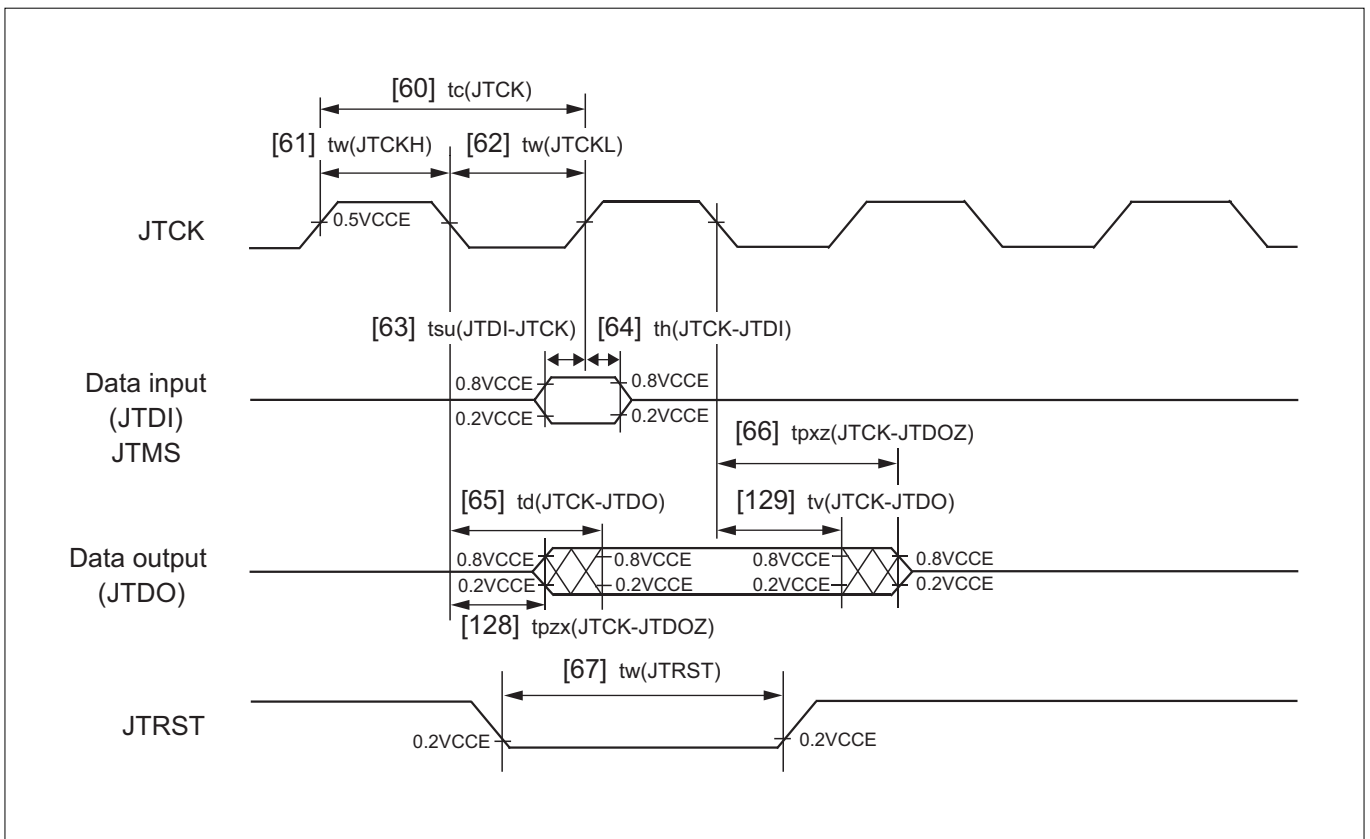 [60] tc(JTCK)
[61] tw(JTCKH) [62] tw(JTCKL)
JTCK
0.5VCCE
[63] tsu(JTDI-JTCK) [64] th(JTCK-JTDI)
Data input
(JTDI)
JTMS
0.8VCCE 0.8VCCE
0.2VCCE 0.2VCCE
[66] tpxz(JTCK-JTDOZ)
[65] td(JTCK-JTDO) [129] tv(JTCK-JTDO)
Data output
(JTDO)
0.8VCCE 0.8VCCE 0.8VCCE 0.8VCCE
0.2VCCE 0.2VCCE 0.2VCCE 0.2VCCE
[128] tpzx(JTCK-JTDOZ)
[67] tw(JTRST)
JTRST
0.2VCCE 0.2VCCE